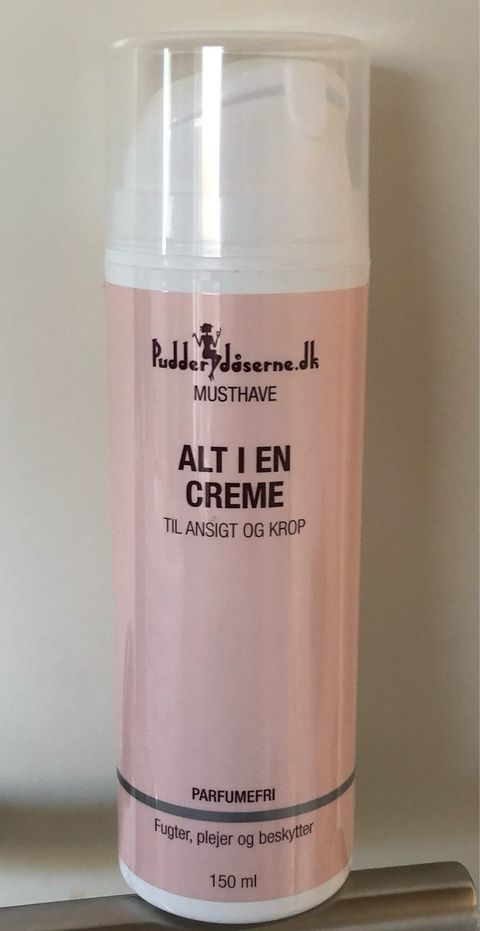 Pudderdåserne.dk
MUSTHAVE
ALT I EN
CREME
TIL ANSIGT OG KROP
PARFUMEFRI
Fugter, plejer og beskytter
150 ml